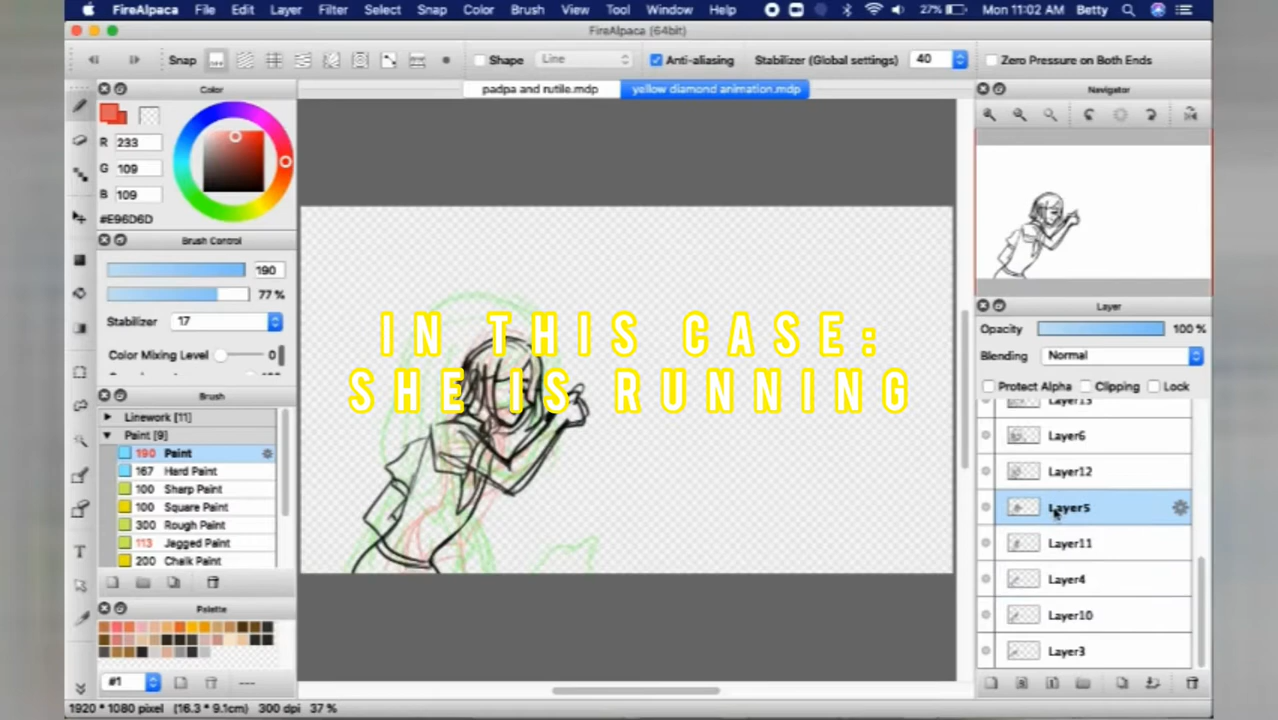 FireAlpaca File Edit Layer Filter Select Snap Color Brush View Tool Window Help 27% Mon 11:02 AM Betty
FireAlpaca (64bit)
Snap Shape Line Anti-aliasing Stabilizer (Global settings) 40 Zero Pressure on Both Ends
Color padpa and rutile.mdp yellow diamond animation.mdp Navigator
R 233
G 109
B 109
#E96D6D
Brush Control
190
77 %
Stabilizer 17
Color Mixing Level 0
Brush
Linework [11]
Paint [9]
190 Paint
167 Hard Paint
100 Sharp Paint
100 Square Paint
300 Rough Paint
113 Jagged Paint
200 Chalk Paint
Palette
#1 ---
IN THIS CASE:
SHE IS RUNNING
Layer
Opacity 100 %
Blending Normal
Protect Alpha Clipping Lock
Layer13
Layer6
Layer12
Layer5
Layer11
Layer4
Layer10
Layer3
1920 * 1080 pixel (16.3 * 9.1cm) 300 dpi 37 %
T